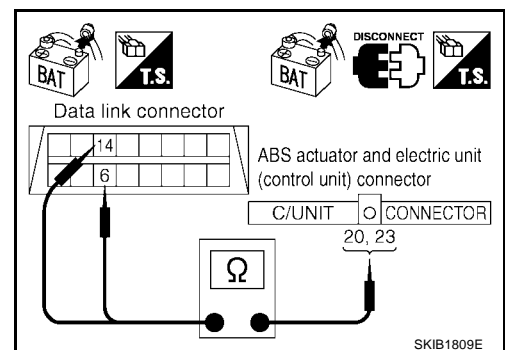 DISCONNECT
BAT
T.S.
BAT
T.S.
Data link connector
14
6
ABS actuator and electric unit
(control unit) connector
C/UNIT
CONNECTOR
20, 23
Ω
SKIB1809E